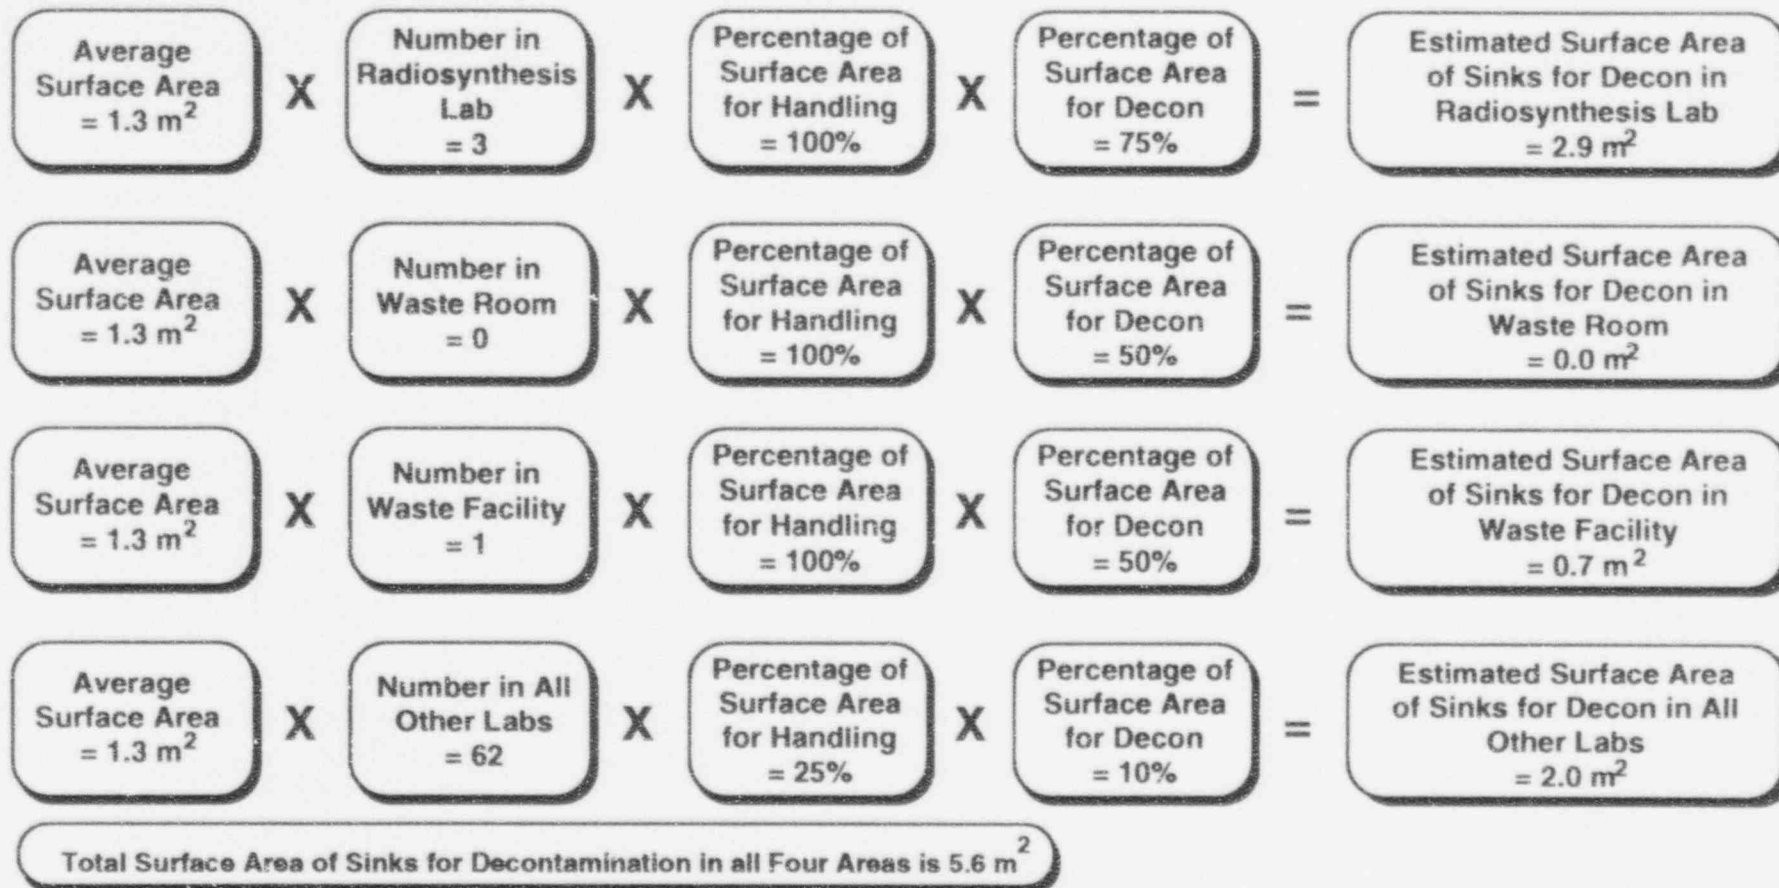 Average
Surface Area
= 1.3 m²
X
Number in
Radiosynthesis
Lab
= 3
X
Percentage of
Surface Area
for Handling
= 100%
X
Percentage of
Surface Area
for Decon
= 75%
=
Estimated Surface Area
of Sinks for Decon in
Radiosynthesis Lab
= 2.9 m²
Average
Surface Area
= 1.3 m²
X
Number in
Waste Room
= 0
X
Percentage of
Surface Area
for Handling
= 100%
X
Percentage of
Surface Area
for Decon
= 50%
=
Estimated Surface Area
of Sinks for Decon in
Waste Room
= 0.0 m²
Average
Surface Area
= 1.3 m²
X
Number in
Waste Facility
= 1
X
Percentage of
Surface Area
for Handling
= 100%
X
Percentage of
Surface Area
for Decon
= 50%
=
Estimated Surface Area
of Sinks for Decon in
Waste Facility
= 0.7 m²
Average
Surface Area
= 1.3 m²
X
Number in All
Other Labs
= 62
X
Percentage of
Surface Area
for Handling
= 25%
X
Percentage of
Surface Area
for Decon
= 10%
=
Estimated Surface Area
of Sinks for Decon in All
Other Labs
= 2.0 m²
Total Surface Area of Sinks for Decontamination in all Four Areas is 5.6 m²